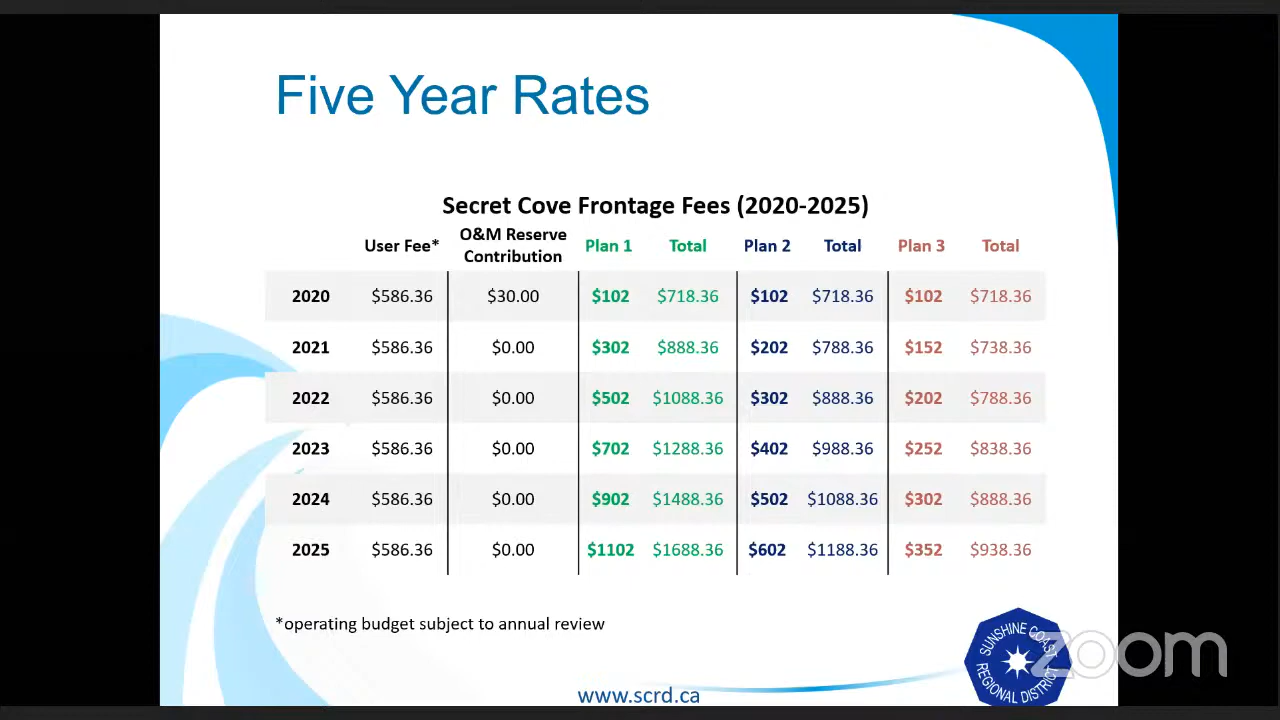 Five Year Rates
Secret Cove Frontage Fees (2020-2025)
User Fee* O&M Reserve Contribution Plan 1 Total Plan 2 Total Plan 3 Total
2020 $586.36 $30.00 $102 $718.36 $102 $718.36 $102 $718.36
2021 $586.36 $0.00 $302 $888.36 $202 $788.36 $152 $738.36
2022 $586.36 $0.00 $502 $1088.36 $302 $888.36 $202 $788.36
2023 $586.36 $0.00 $702 $1288.36 $402 $988.36 $252 $838.36
2024 $586.36 $0.00 $902 $1488.36 $502 $1088.36 $302 $888.36
2025 $586.36 $0.00 $1102 $1688.36 $602 $1188.36 $352 $938.36
*operating budget subject to annual review
SUNSHINE COAST
REGIONAL DISTRICT
zoom
www.scrd.ca